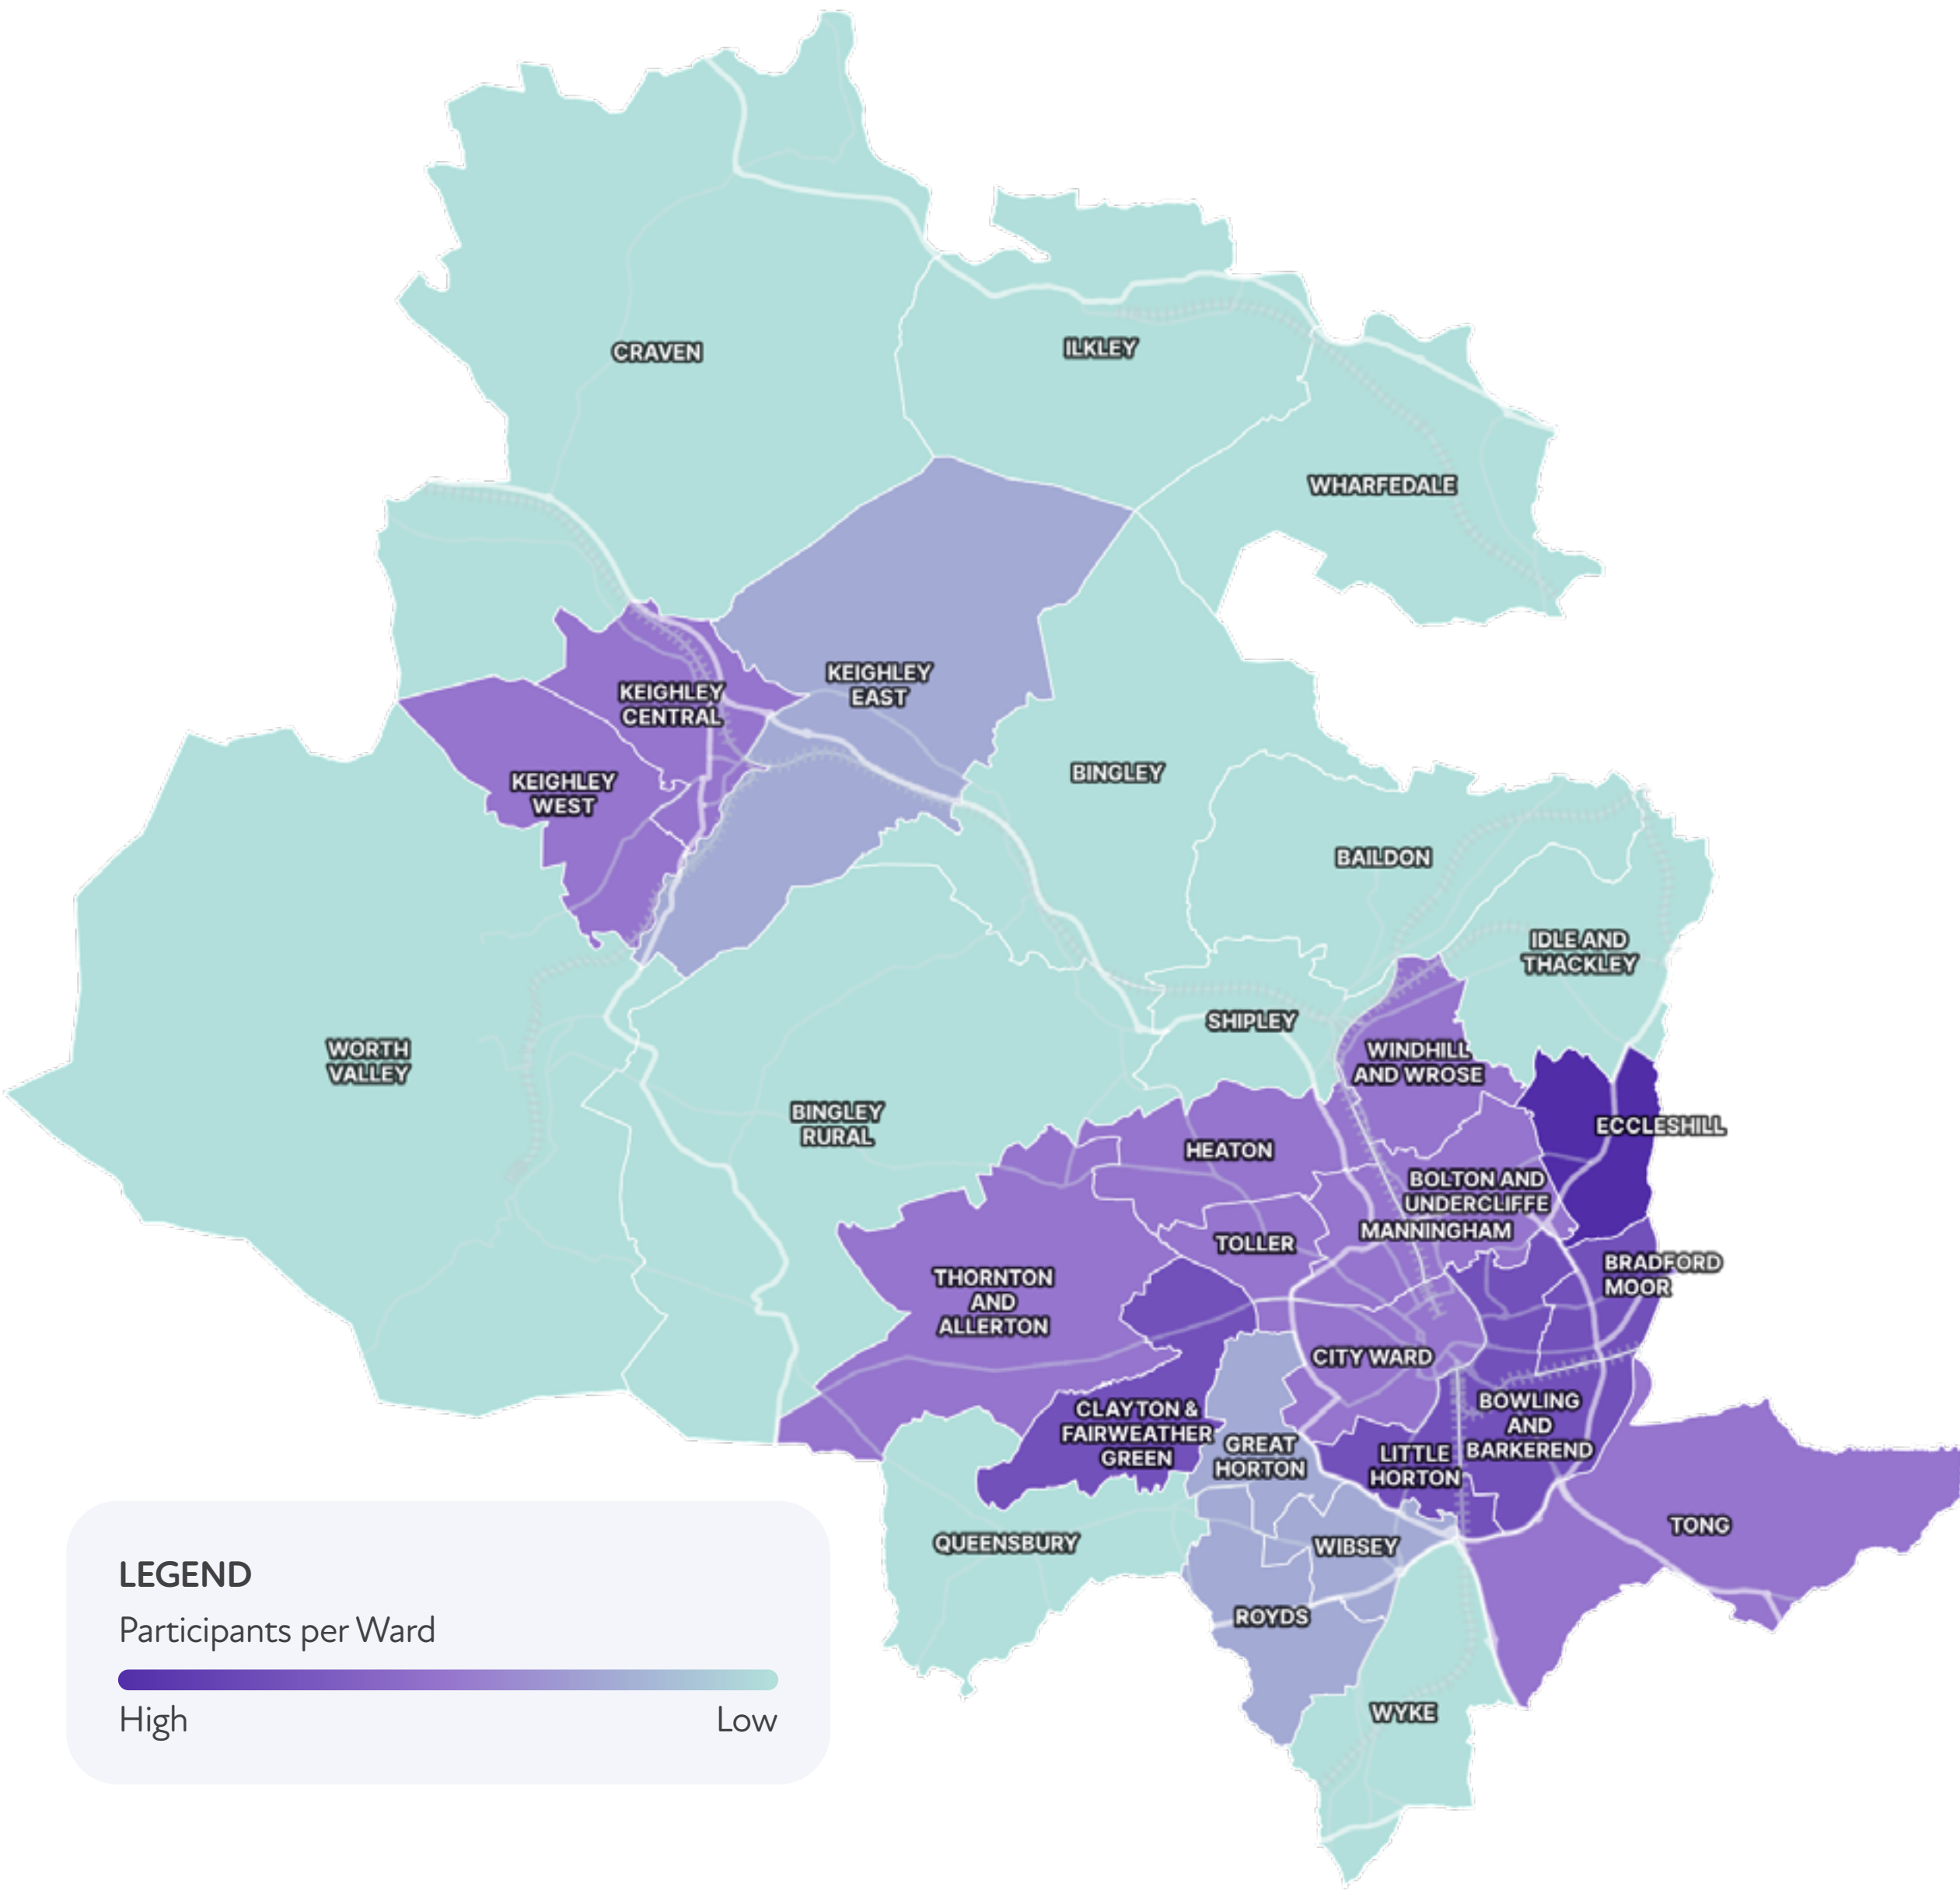 CRAVEN
ILKLEY
WHARFEDALE
KEIGHLEY
EAST
KEIGHLEY
CENTRAL
KEIGHLEY
WEST
BINGLEY
BAILDON
IDLE AND
THACKLEY
SHIPLEY
WORTH
VALLEY
WINDHILL
AND WROSE
BINGLEY
RURAL
ECCLESHILL
HEATON
BOLTON AND
UNDERCLIFFE
MANNINGHAM
TOLLER
BRADFORD
MOOR
THORNTON
AND
ALLERTON
CITY WARD
CLAYTON &
FAIRWEATHER
GREEN
GREAT
HORTON
LITTLE
HORTON
BOWLING
AND
BARKEREND
TONG
QUEENSBURY
WIBSEY
ROYDS
WYKE
LEGEND
Participants per Ward
High
Low